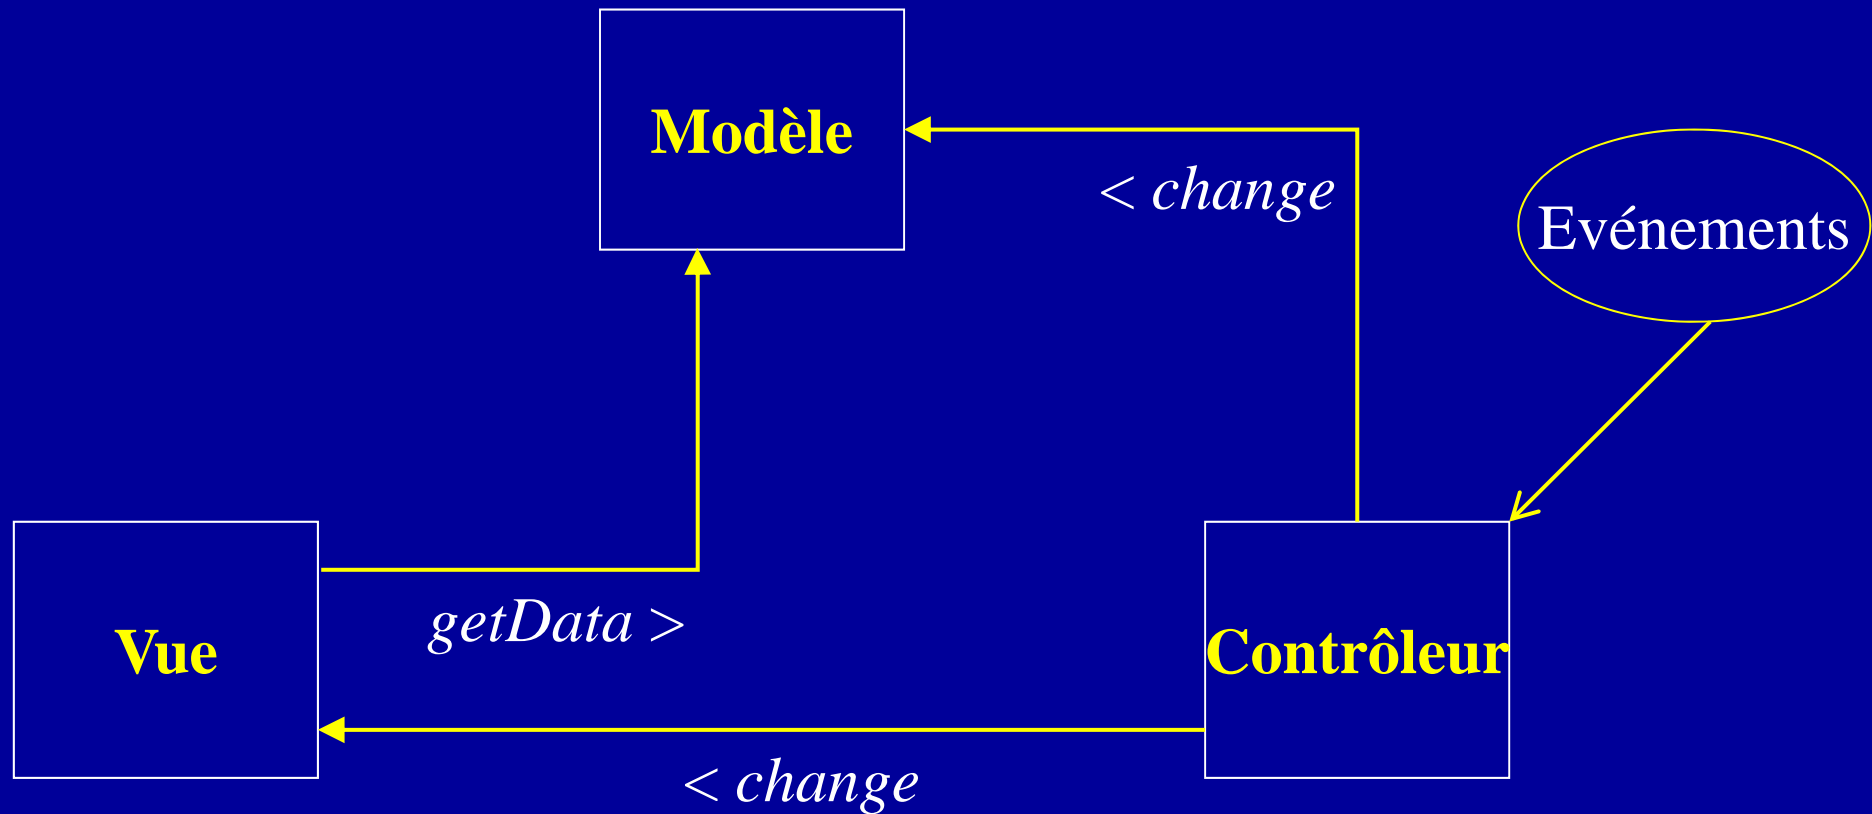 Modèle
< change
Evénements
getData >
Vue
Contrôleur
< change